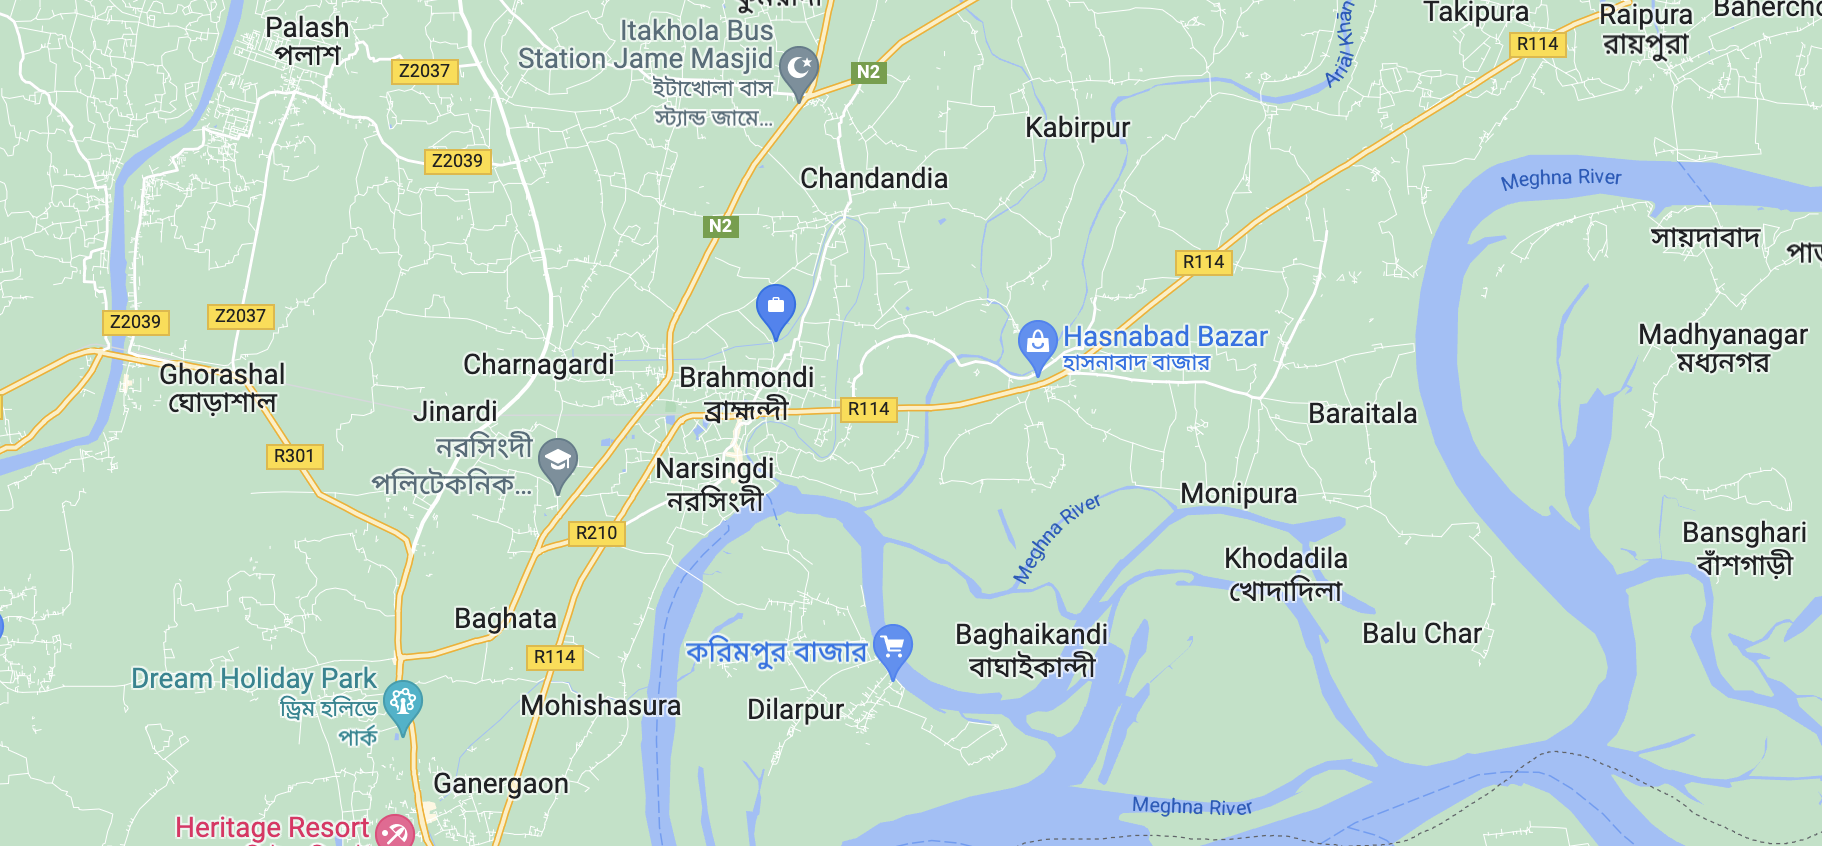 Palash
পলাশ
Z2037
Itakhola Bus
Station Jame Masjid
ইটাখোলা বাস
স্ট্যান্ড জামে...
N2
Takipura
R114
Raipura
রায়পুরা
Ariāl Khān
Kabirpur
Z2039
Chandandia
Meghna River
N2
সায়দাবাদ
R114
Z2039
Z2037
Hasnabad Bazar
হাসনাবাদ বাজার
Madhyanagar
মধ্যনগর
Ghorashal
ঘোড়াশাল
Charnagardi
Brahmondi
ব্রাহ্মন্দী
Jinardi
R114
Baraitala
নরসিংদী
পলিটেকনিক...
R301
Narsingdi
নরসিংদী
Monipura
Meghna River
R210
Khodadila
খোদাদিলা
Bansghari
বাঁশগাড়ী
Baghata
Baghaikandi
বাঘাইকান্দী
Balu Char
করিমপুর বাজার
R114
Dream Holiday Park
ড্রিম হলিডে
পার্ক
Mohishasura
Dilarpur
Ganergaon
Meghna River
Heritage Resort